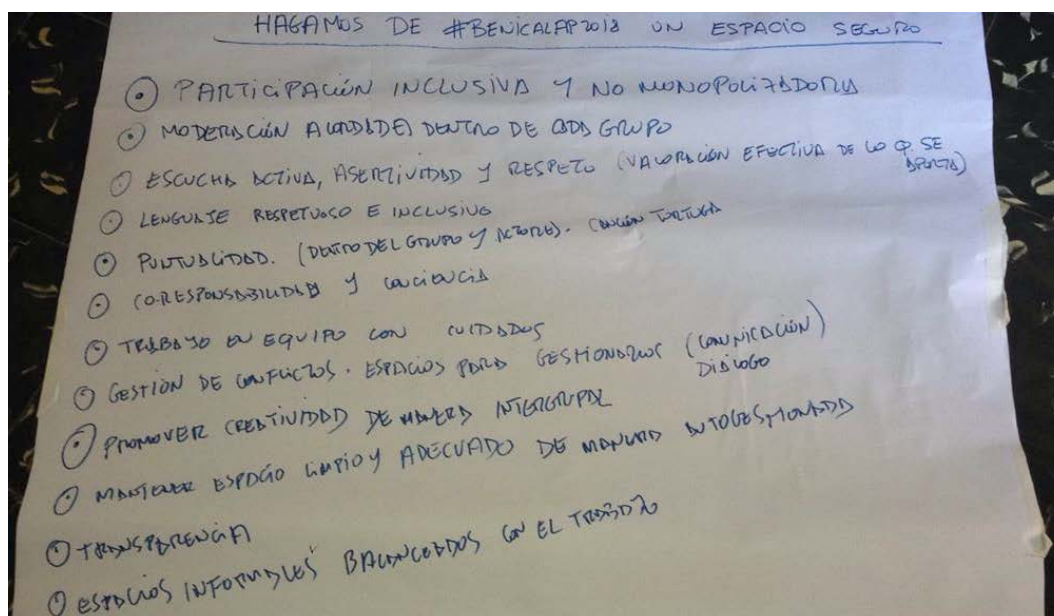 HAGAMOS DE #BENICALAP2018 UN ESPACIO SEGURO
PARTICIPACIÓN INCLUSIVA Y NO MONOPOLIZADORA
MODERACIÓN ACORDADA DENTRO DE CADA GRUPO
ESCUCHA ACTIVA, ASERTIVIDAD Y RESPETO (VALORACIÓN EFECTIVA DE LO Q. SE
APORTA)
LENGUAJE RESPETUOSO E INCLUSIVO
PUNTUALIDAD. (DENTRO DEL GRUPO Y ACTORES). CANCIÓN TORTUGA
CO-RESPONSABILIDAD Y CONCIENCIA
TRABAJO EN EQUIPO CON CUIDADOS
GESTIÓN DE CONFLICTOS. ESPACIOS PARA GESTIONARLOS (COMUNICACIÓN)
DIÁLOGO
PROMOVER CREATIVIDAD DE MANERA INTERGRUPAL
MANTENER ESPACIO LIMPIO Y ADECUADO DE MANERA AUTOGESTIONADA
TRANSPARENCIA
ESPACIOS INFORMALES BALANCEADOS CON EL TRABAJO